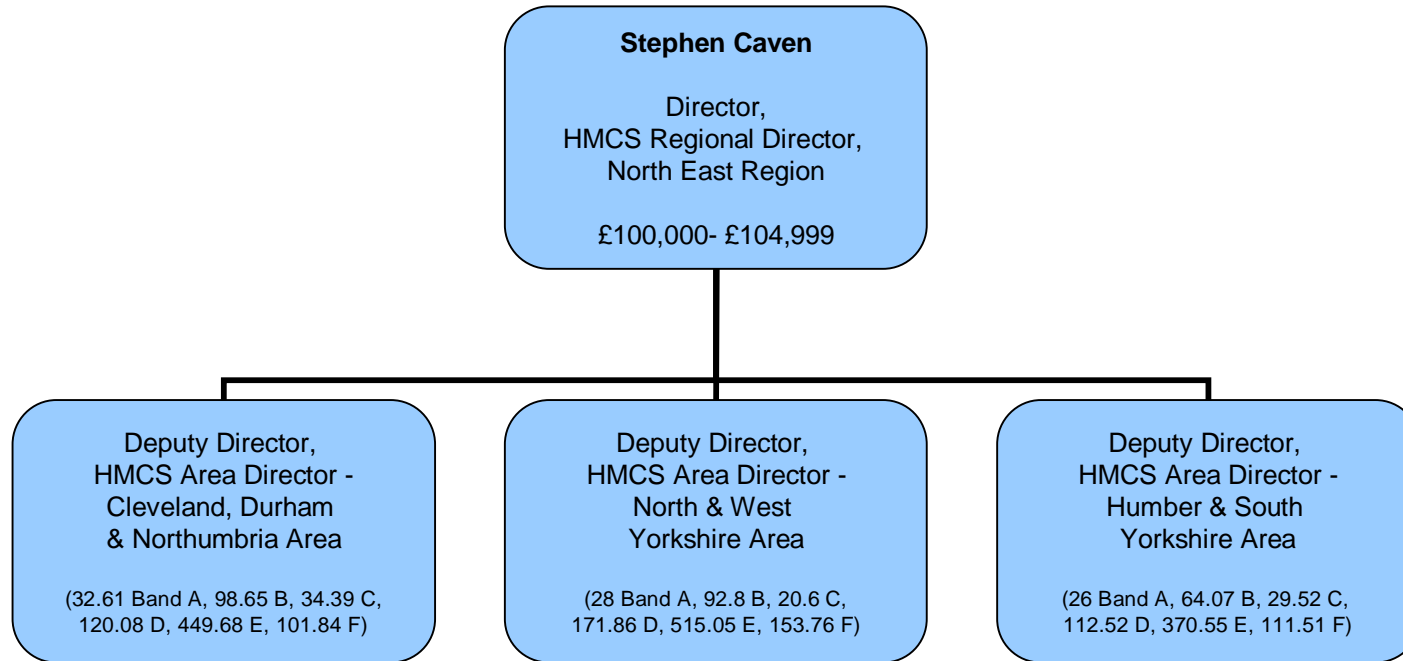 Stephen Caven
Director,
HMCS Regional Director,
North East Region
£100,000- £104,999
Deputy Director,
HMCS Area Director -
Cleveland, Durham
& Northumbria Area
(32.61 Band A, 98.65 B, 34.39 C,
120.08 D, 449.68 E, 101.84 F)
Deputy Director,
HMCS Area Director -
North & West
Yorkshire Area
(28 Band A, 92.8 B, 20.6 C,
171.86 D, 515.05 E, 153.76 F)
Deputy Director,
HMCS Area Director -
Humber & South
Yorkshire Area
(26 Band A, 64.07 B, 29.52 C,
112.52 D, 370.55 E, 111.51 F)